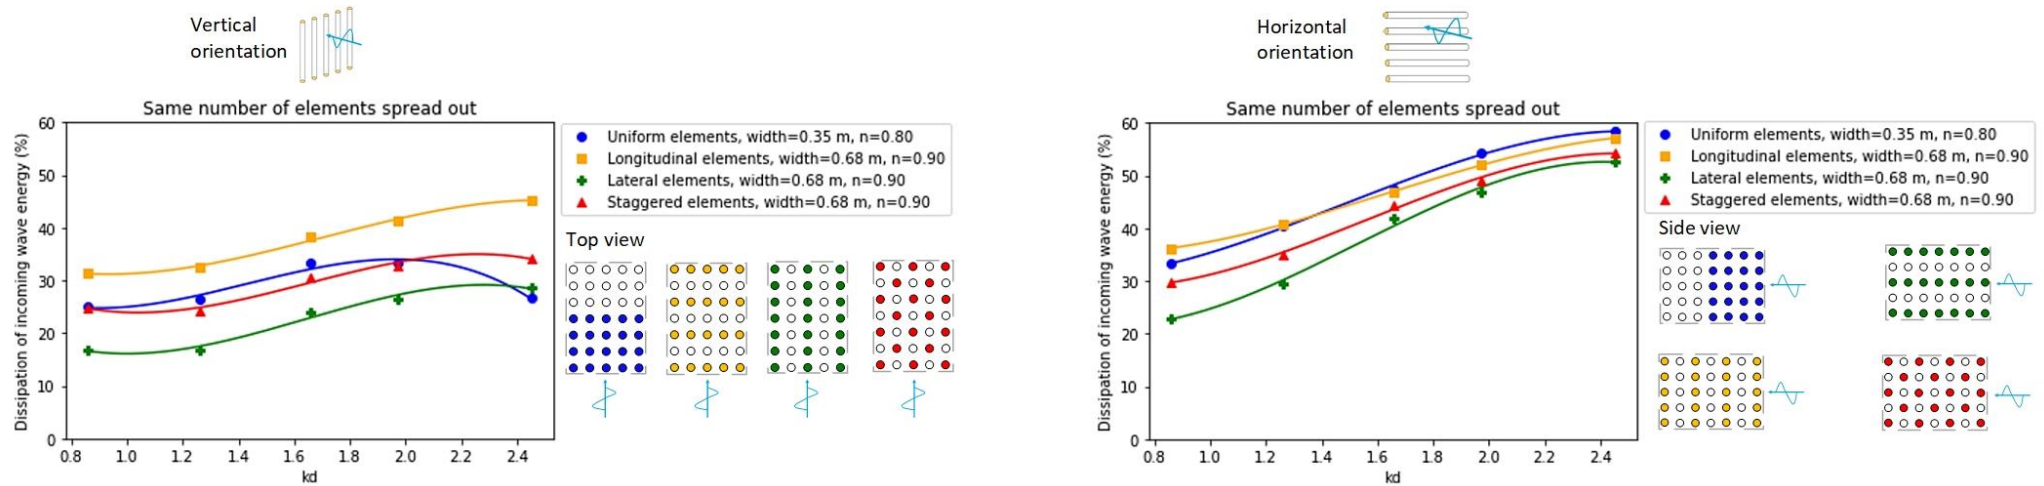 Vertical
orientation
Same number of elements spread out
Dissipation of incoming wave energy (%)
60
50
40
30
20
10
0
0.8 1.0 1.2 1.4 1.6 1.8 2.0 2.2 2.4
kd
Uniform elements, width=0.35 m, n=0.80
Longitudinal elements, width=0.68 m, n=0.90
Lateral elements, width=0.68 m, n=0.90
Staggered elements, width=0.68 m, n=0.90
Top view
Horizontal
orientation
Same number of elements spread out
Dissipation of incoming wave energy (%)
60
50
40
30
20
10
0
0.8 1.0 1.2 1.4 1.6 1.8 2.0 2.2 2.4
kd
Uniform elements, width=0.35 m, n=0.80
Longitudinal elements, width=0.68 m, n=0.90
Lateral elements, width=0.68 m, n=0.90
Staggered elements, width=0.68 m, n=0.90
Side view